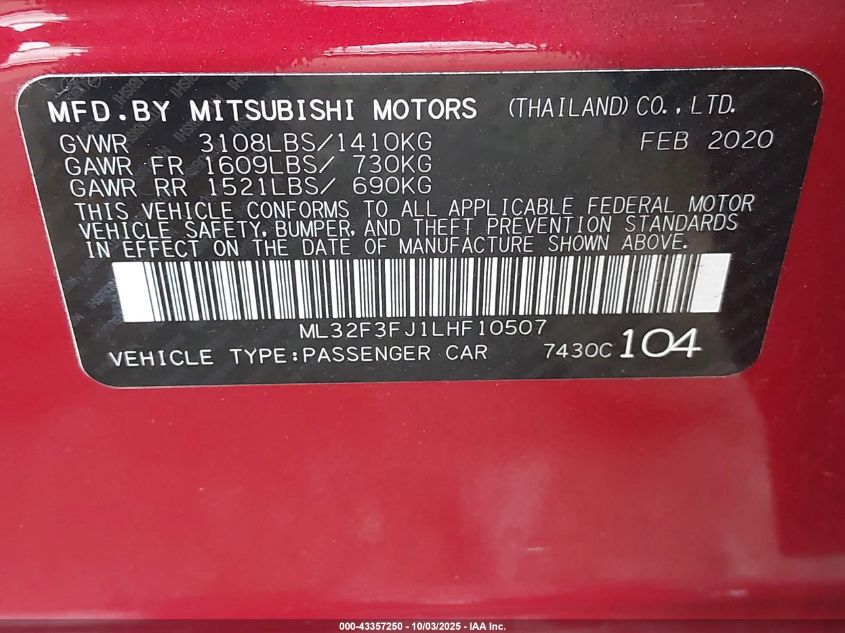 MFD.BY MITSUBISHI MOTORS (THAILAND) CO.,LTD.
GVWR 3108LBS/1410KG FEB 2020
GAWR FR 1609LBS/ 730KG
GAWR RR 1521LBS/ 690KG
THIS VEHICLE CONFORMS TO ALL APPLICABLE FEDERAL MOTOR
VEHICLE SAFETY, BUMPER, AND THEFT PREVENTION STANDARDS
IN EFFECT ON THE DATE OF MANUFACTURE SHOWN ABOVE.
ML32F3FJ1LHF10507
VEHICLE TYPE:PASSENGER CAR 7430C 104
000-43357250 - 10/03/2025 - IAA Inc.